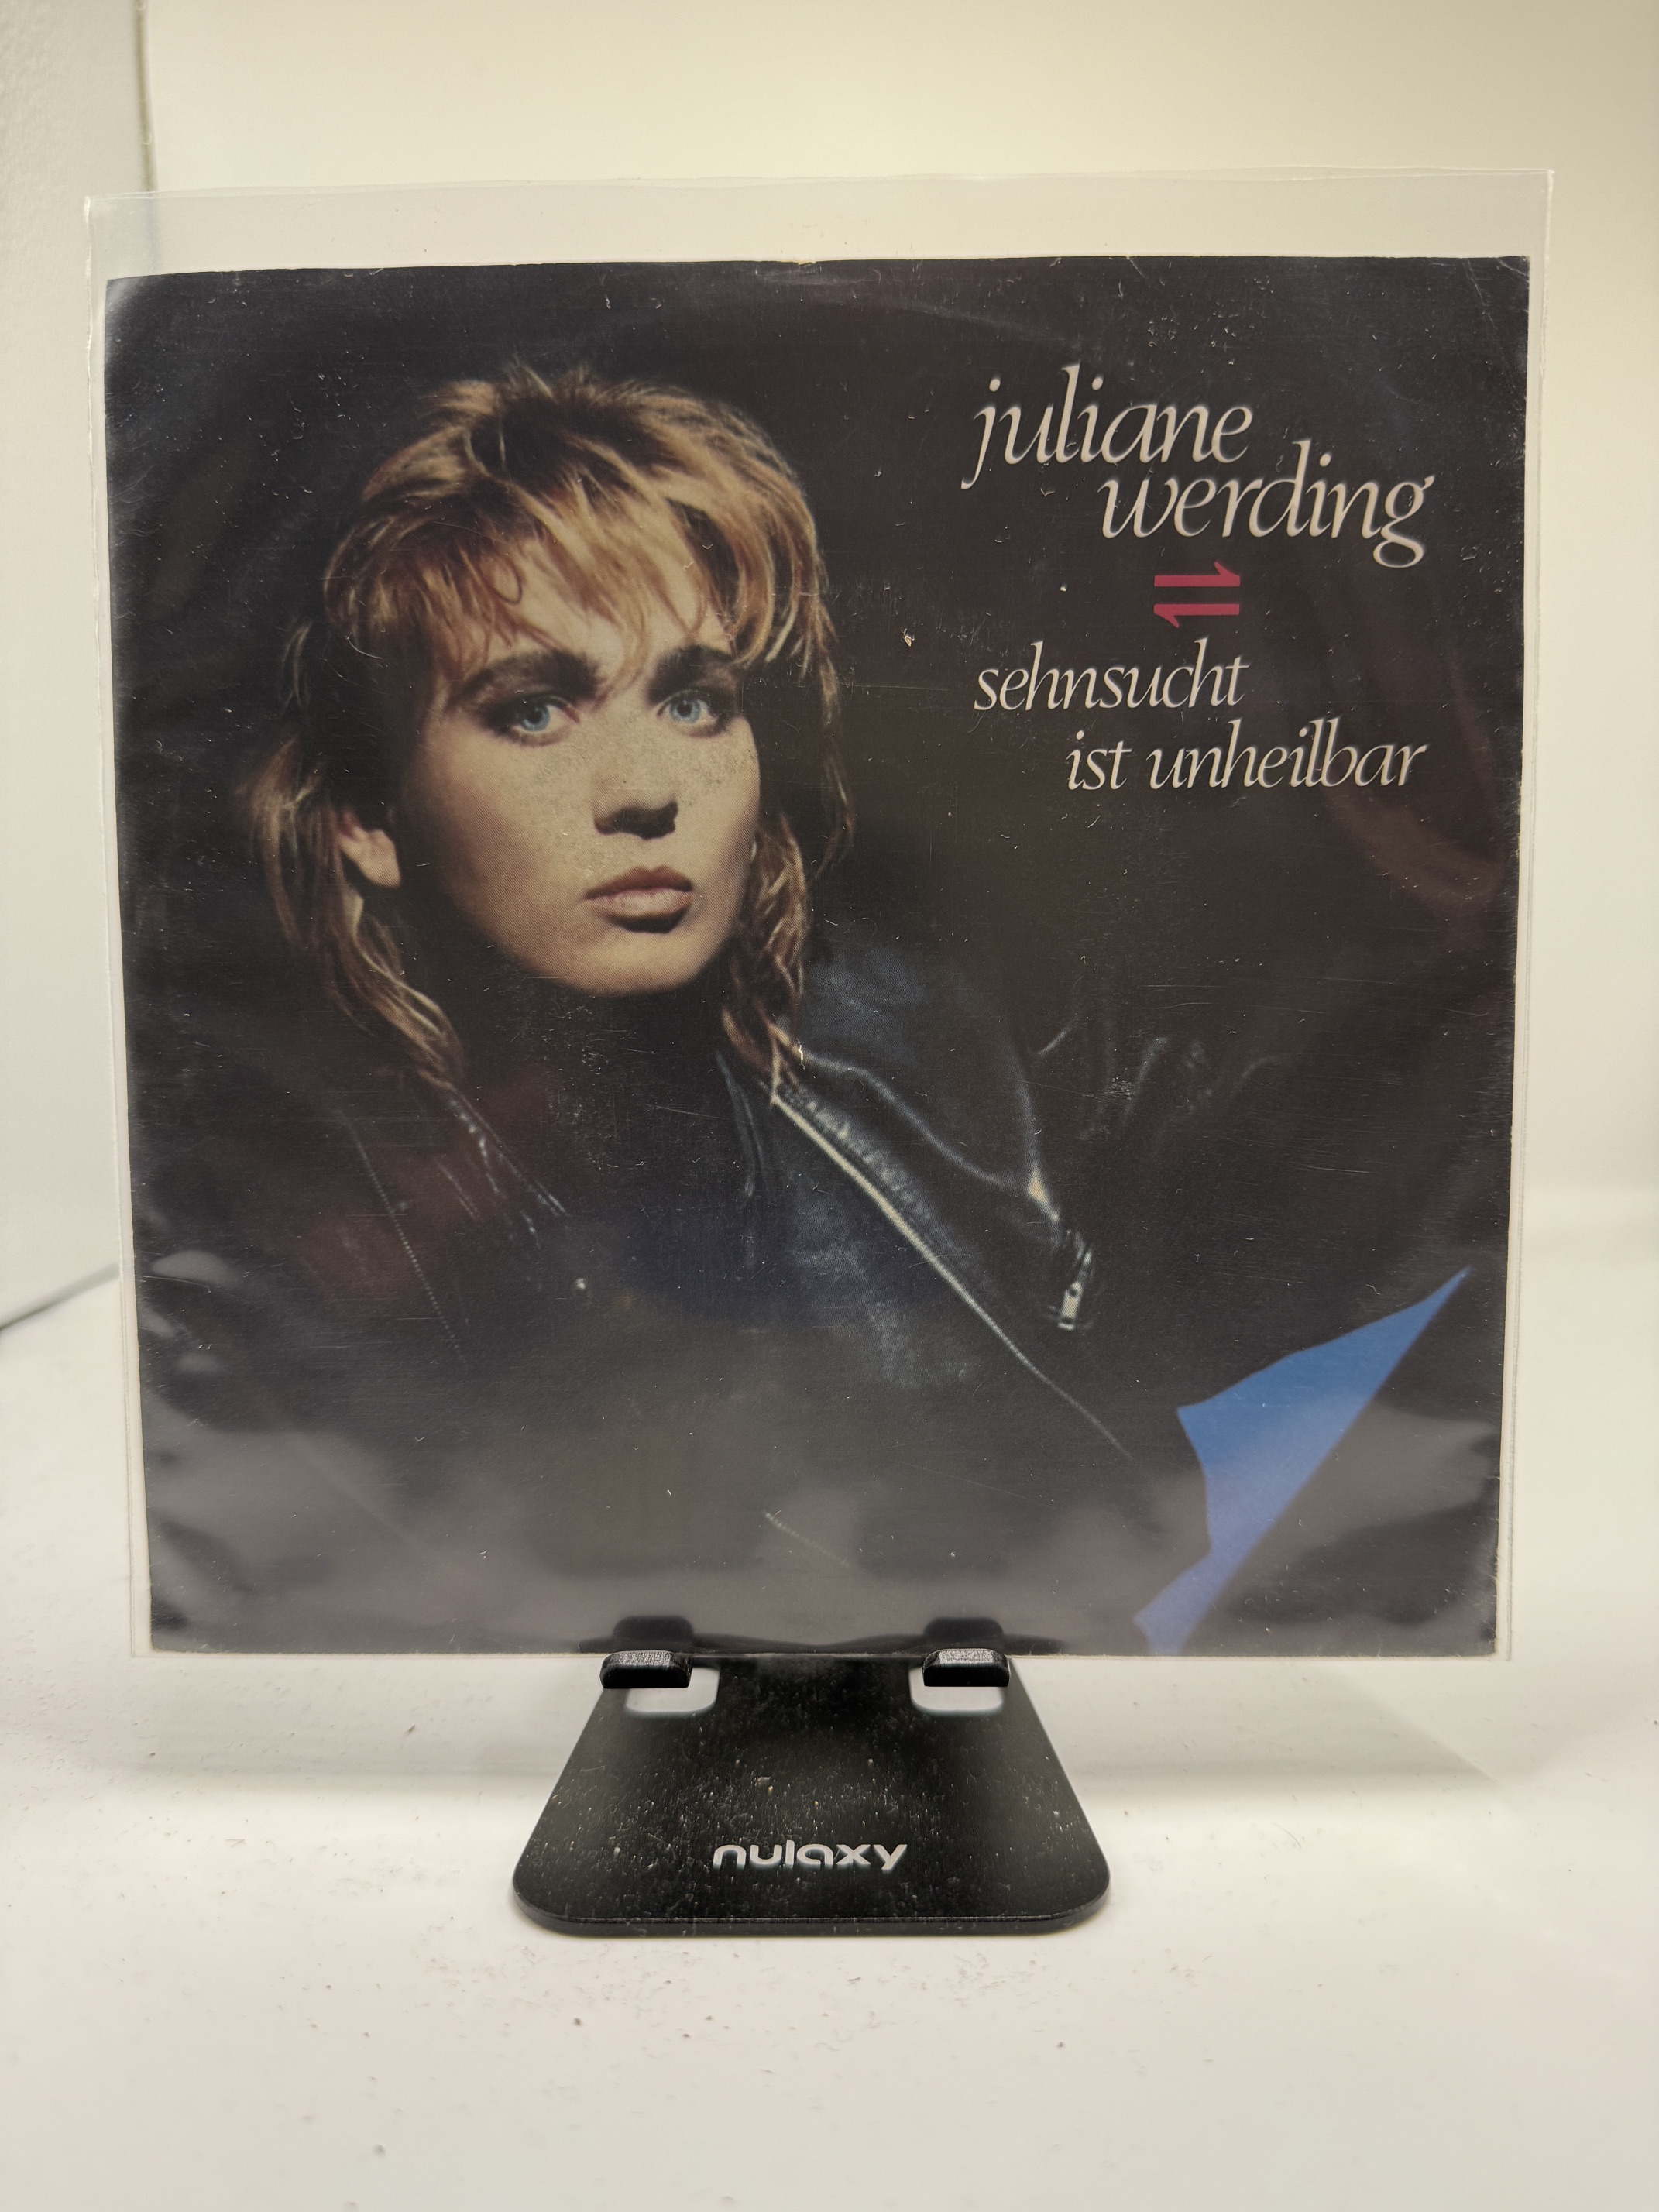 juliane
werding
⇌
sehnsucht
ist unheilbar
nulaxy